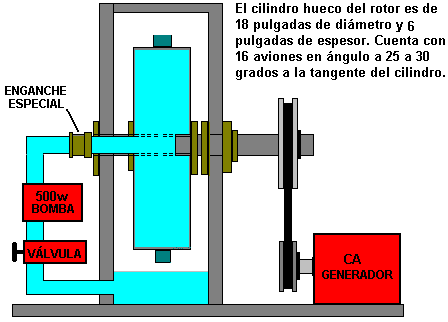 El cilindro hueco del rotor es de
18 pulgadas de diámetro y 6
pulgadas de espesor. Cuenta con
16 aviones en ángulo a 25 a 30
grados a la tangente del cilindro.
ENGANCHE
ESPECIAL
500w
BOMBA
VÁLVULA
CA
GENERADOR